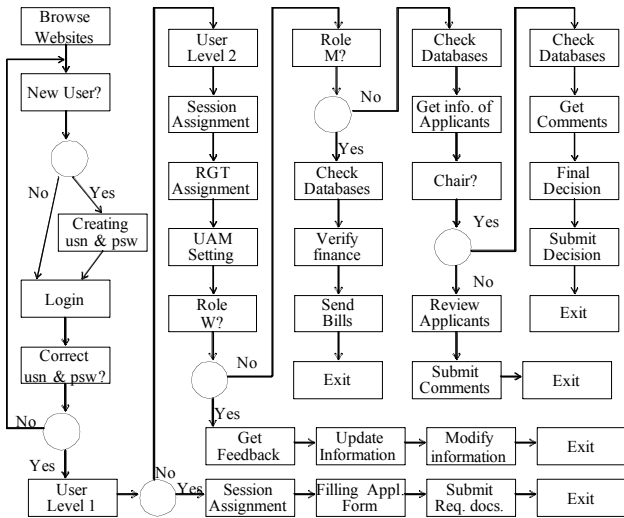 Browse
Websites
New User?
No
Yes
Creating
usn & psw
Login
Correct
usn & psw?
No
Yes
User
Level 1
No
Yes
User
Level 2
Session
Assignment
RGT
Assignment
UAM
Setting
Role
W?
No
Yes
Get
Feedback
Update
Information
Modify
information
Exit
Session
Assignment
Filling Appl.
Form
Submit
Req. docs.
Exit
Role
M?
No
Yes
Check
Databases
Verify
finance
Send
Bills
Exit
Check
Databases
Get info. of
Applicants
Chair?
Yes
No
Review
Applicants
Submit
Comments
Exit
Check
Databases
Get
Comments
Final
Decision
Submit
Decision
Exit